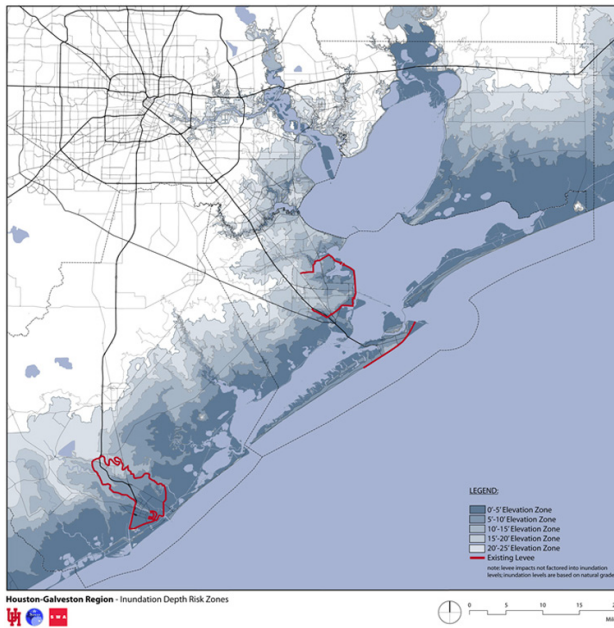 LEGEND:
0'-5' Elevation Zone
5'-10' Elevation Zone
10'-15' Elevation Zone
15'-20' Elevation Zone
20'-25' Elevation Zone
Existing Levee
note: levee impacts not factored into inundation
levels; inundation levels are based on natural grade
Houston-Galveston Region - Inundation Depth Risk Zones
SWA
0 5 10 15